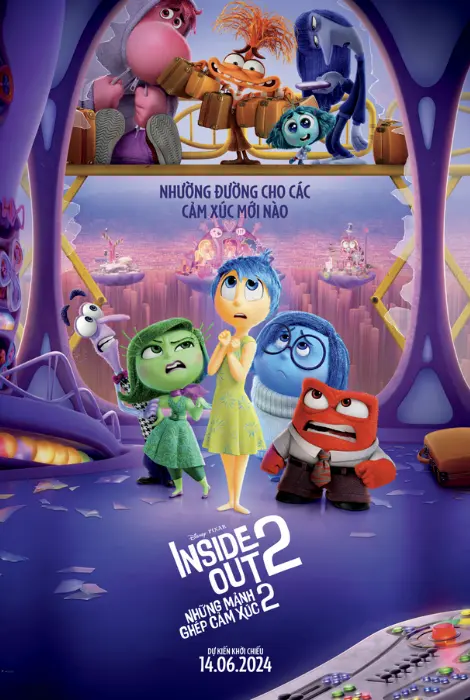 NHƯỜNG ĐƯỜNG CHO CÁC
CẢM XÚC MỚI NÀO
Disney PIXAR
INSIDE
OUT 2
NHỮNG MẢNH
GHÉP CẢM XÚC 2
DỰ KIẾN KHỞI CHIẾU
14.06.2024